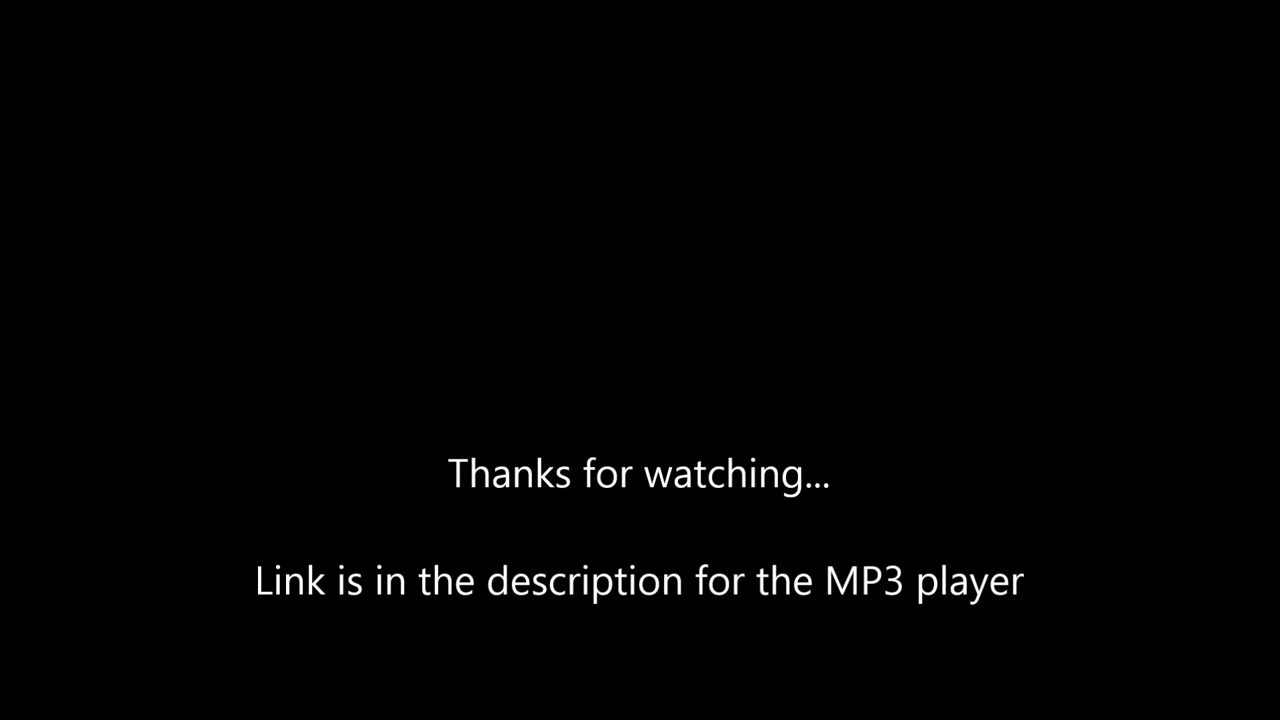 Thanks for watching...
Link is in the description for the MP3 player